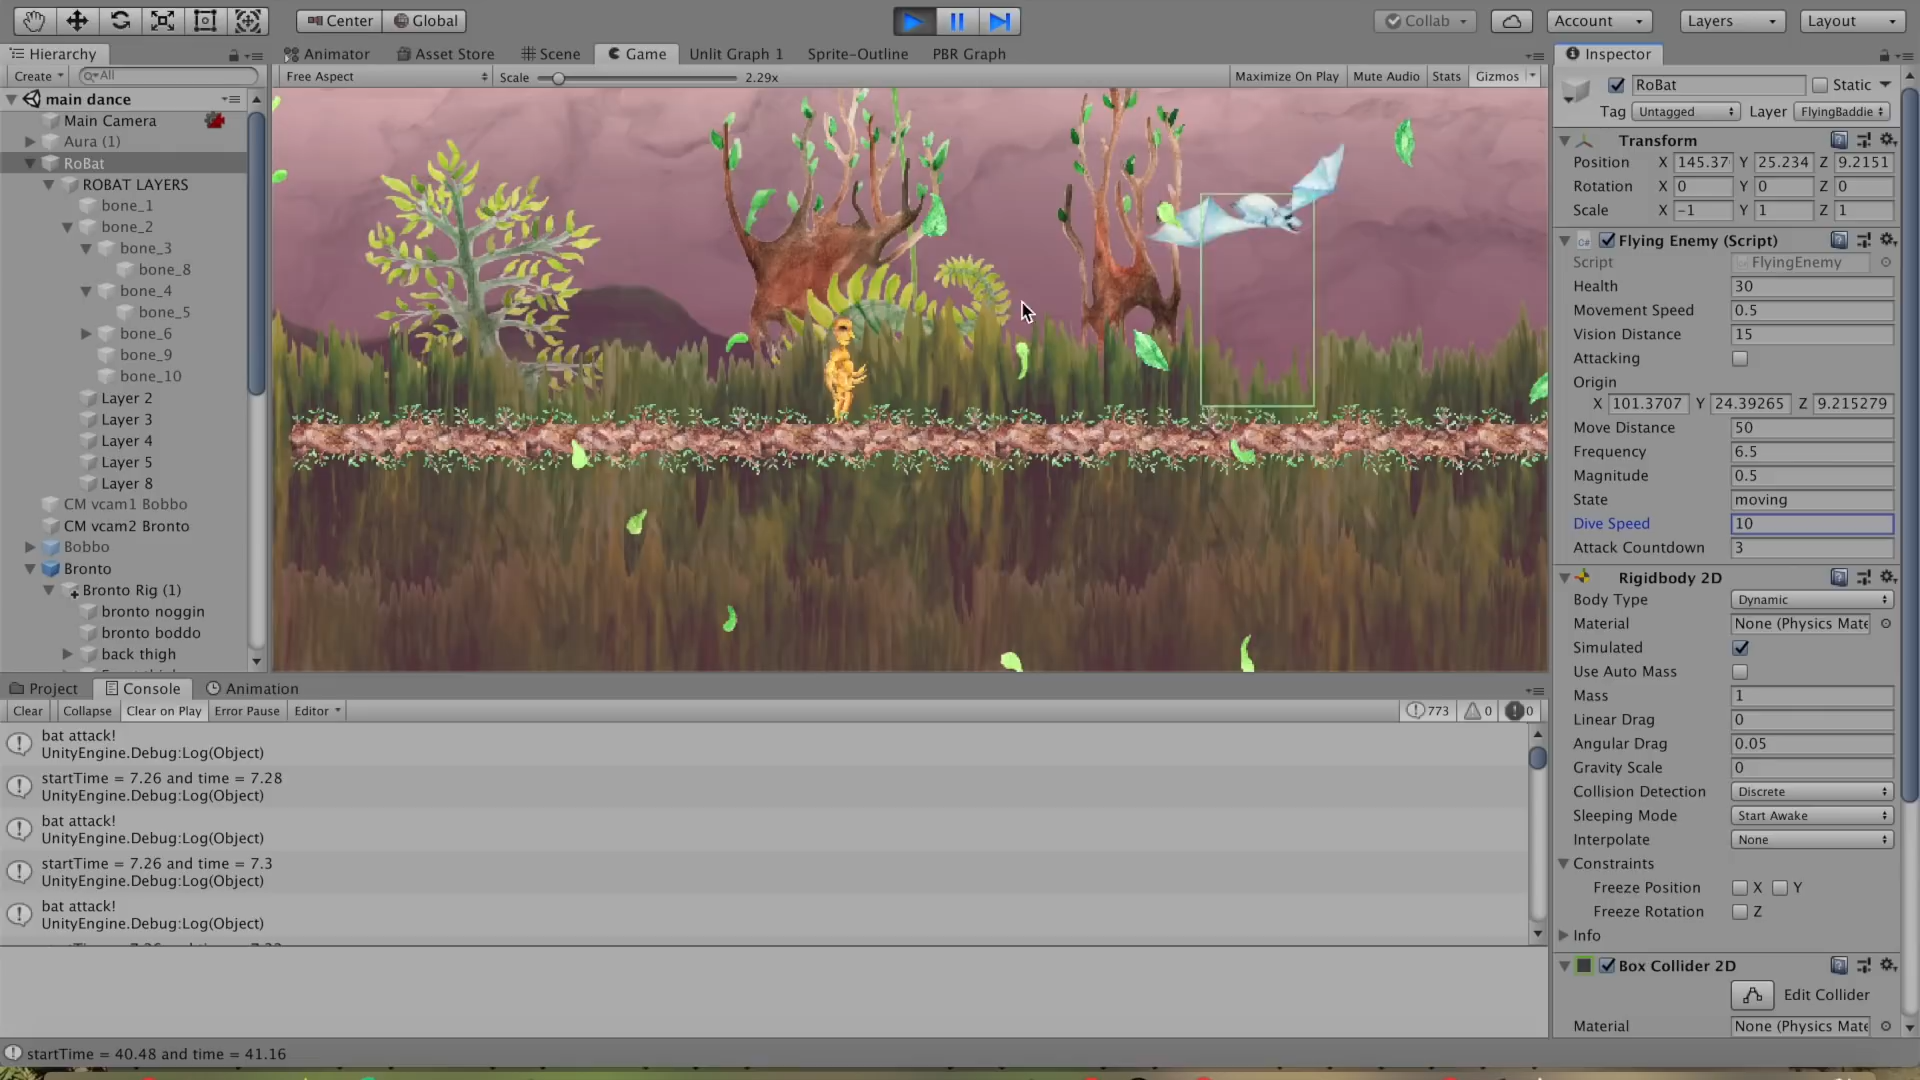 Center
Global
Collab
Account
Layers
Layout
Hierarchy
Animator
Asset Store
Scene
Game
Unlit Graph 1
Sprite-Outline
PBR Graph
Inspector
Create
All
Free Aspect
Scale
2.29x
Maximize On Play
Mute Audio
Stats
Gizmos
RoBat
Static
Tag Untagged
Layer FlyingBaddie
main dance
Main Camera
Aura (1)
RoBat
ROBAT LAYERS
bone_1
bone_2
bone_3
bone_8
bone_4
bone_5
bone_6
bone_9
bone_10
Layer 2
Layer 3
Layer 4
Layer 5
Layer 8
CM vcam1 Bobbo
CM vcam2 Bronto
Bobbo
Bronto
Bronto Rig (1)
bronto noggin
bronto boddo
back thigh
Transform
Position X 145.37 Y 25.234 Z 9.2151
Rotation X 0 Y 0 Z 0
Scale X -1 Y 1 Z 1
Flying Enemy (Script)
Script FlyingEnemy
Health 30
Movement Speed 0.5
Vision Distance 15
Attacking
Origin
X 101.3707 Y 24.39265 Z 9.215279
Move Distance 50
Frequency 6.5
Magnitude 0.5
State moving
Dive Speed 10
Attack Countdown 3
Rigidbody 2D
Body Type Dynamic
Material None (Physics Mate
Simulated
Use Auto Mass
Mass 1
Linear Drag 0
Angular Drag 0.05
Gravity Scale 0
Collision Detection Discrete
Sleeping Mode Start Awake
Interpolate None
Constraints
Freeze Position X Y
Freeze Rotation Z
Info
Box Collider 2D
Edit Collider
Material None (Physics Mate
Project
Console
Animation
Clear
Collapse
Clear on Play
Error Pause
Editor
773
0
0
bat attack!
UnityEngine.Debug:Log(Object)
startTime = 7.26 and time = 7.28
UnityEngine.Debug:Log(Object)
bat attack!
UnityEngine.Debug:Log(Object)
startTime = 7.26 and time = 7.3
UnityEngine.Debug:Log(Object)
bat attack!
UnityEngine.Debug:Log(Object)
startTime = 40.48 and time = 41.16